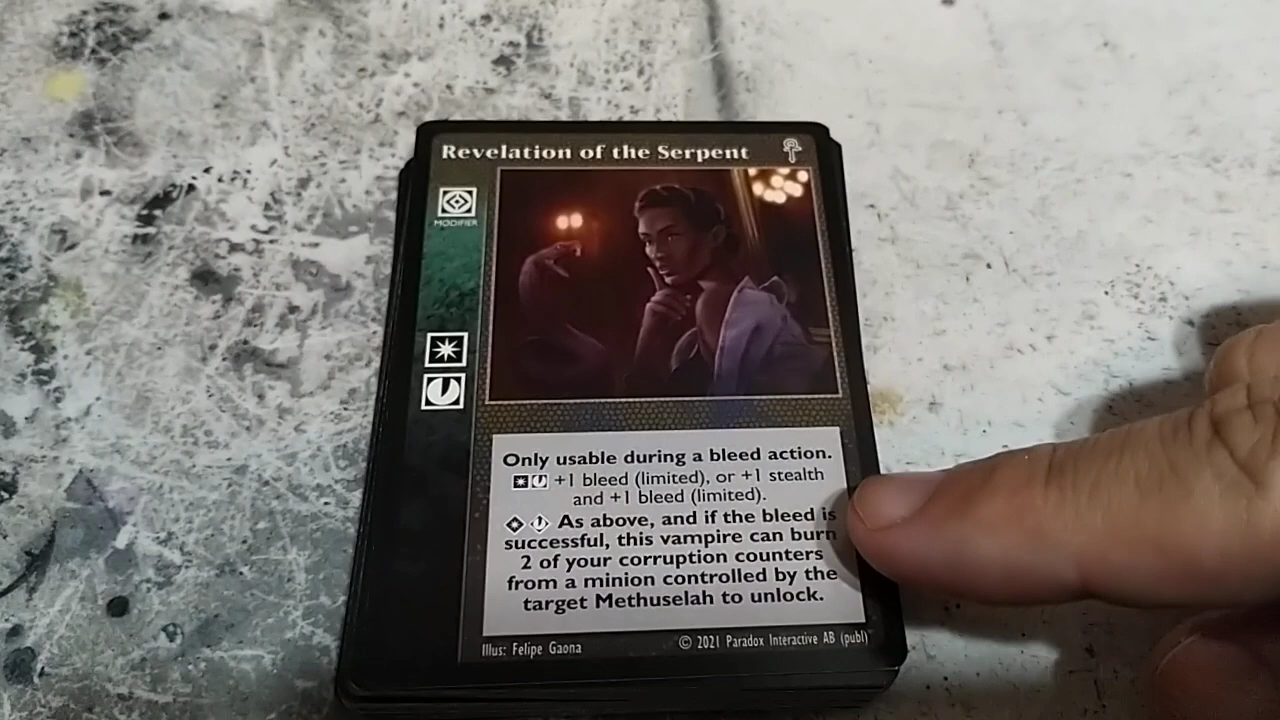 Revelation of the Serpent
MODIFIER
Only usable during a bleed action.
+1 bleed (limited), or +1 stealth
and +1 bleed (limited).
As above, and if the bleed is
successful, this vampire can burn
2 of your corruption counters
from a minion controlled by the
target Methuselah to unlock.
Illus: Felipe Gaona
© 2021 Paradox Interactive AB (publ)